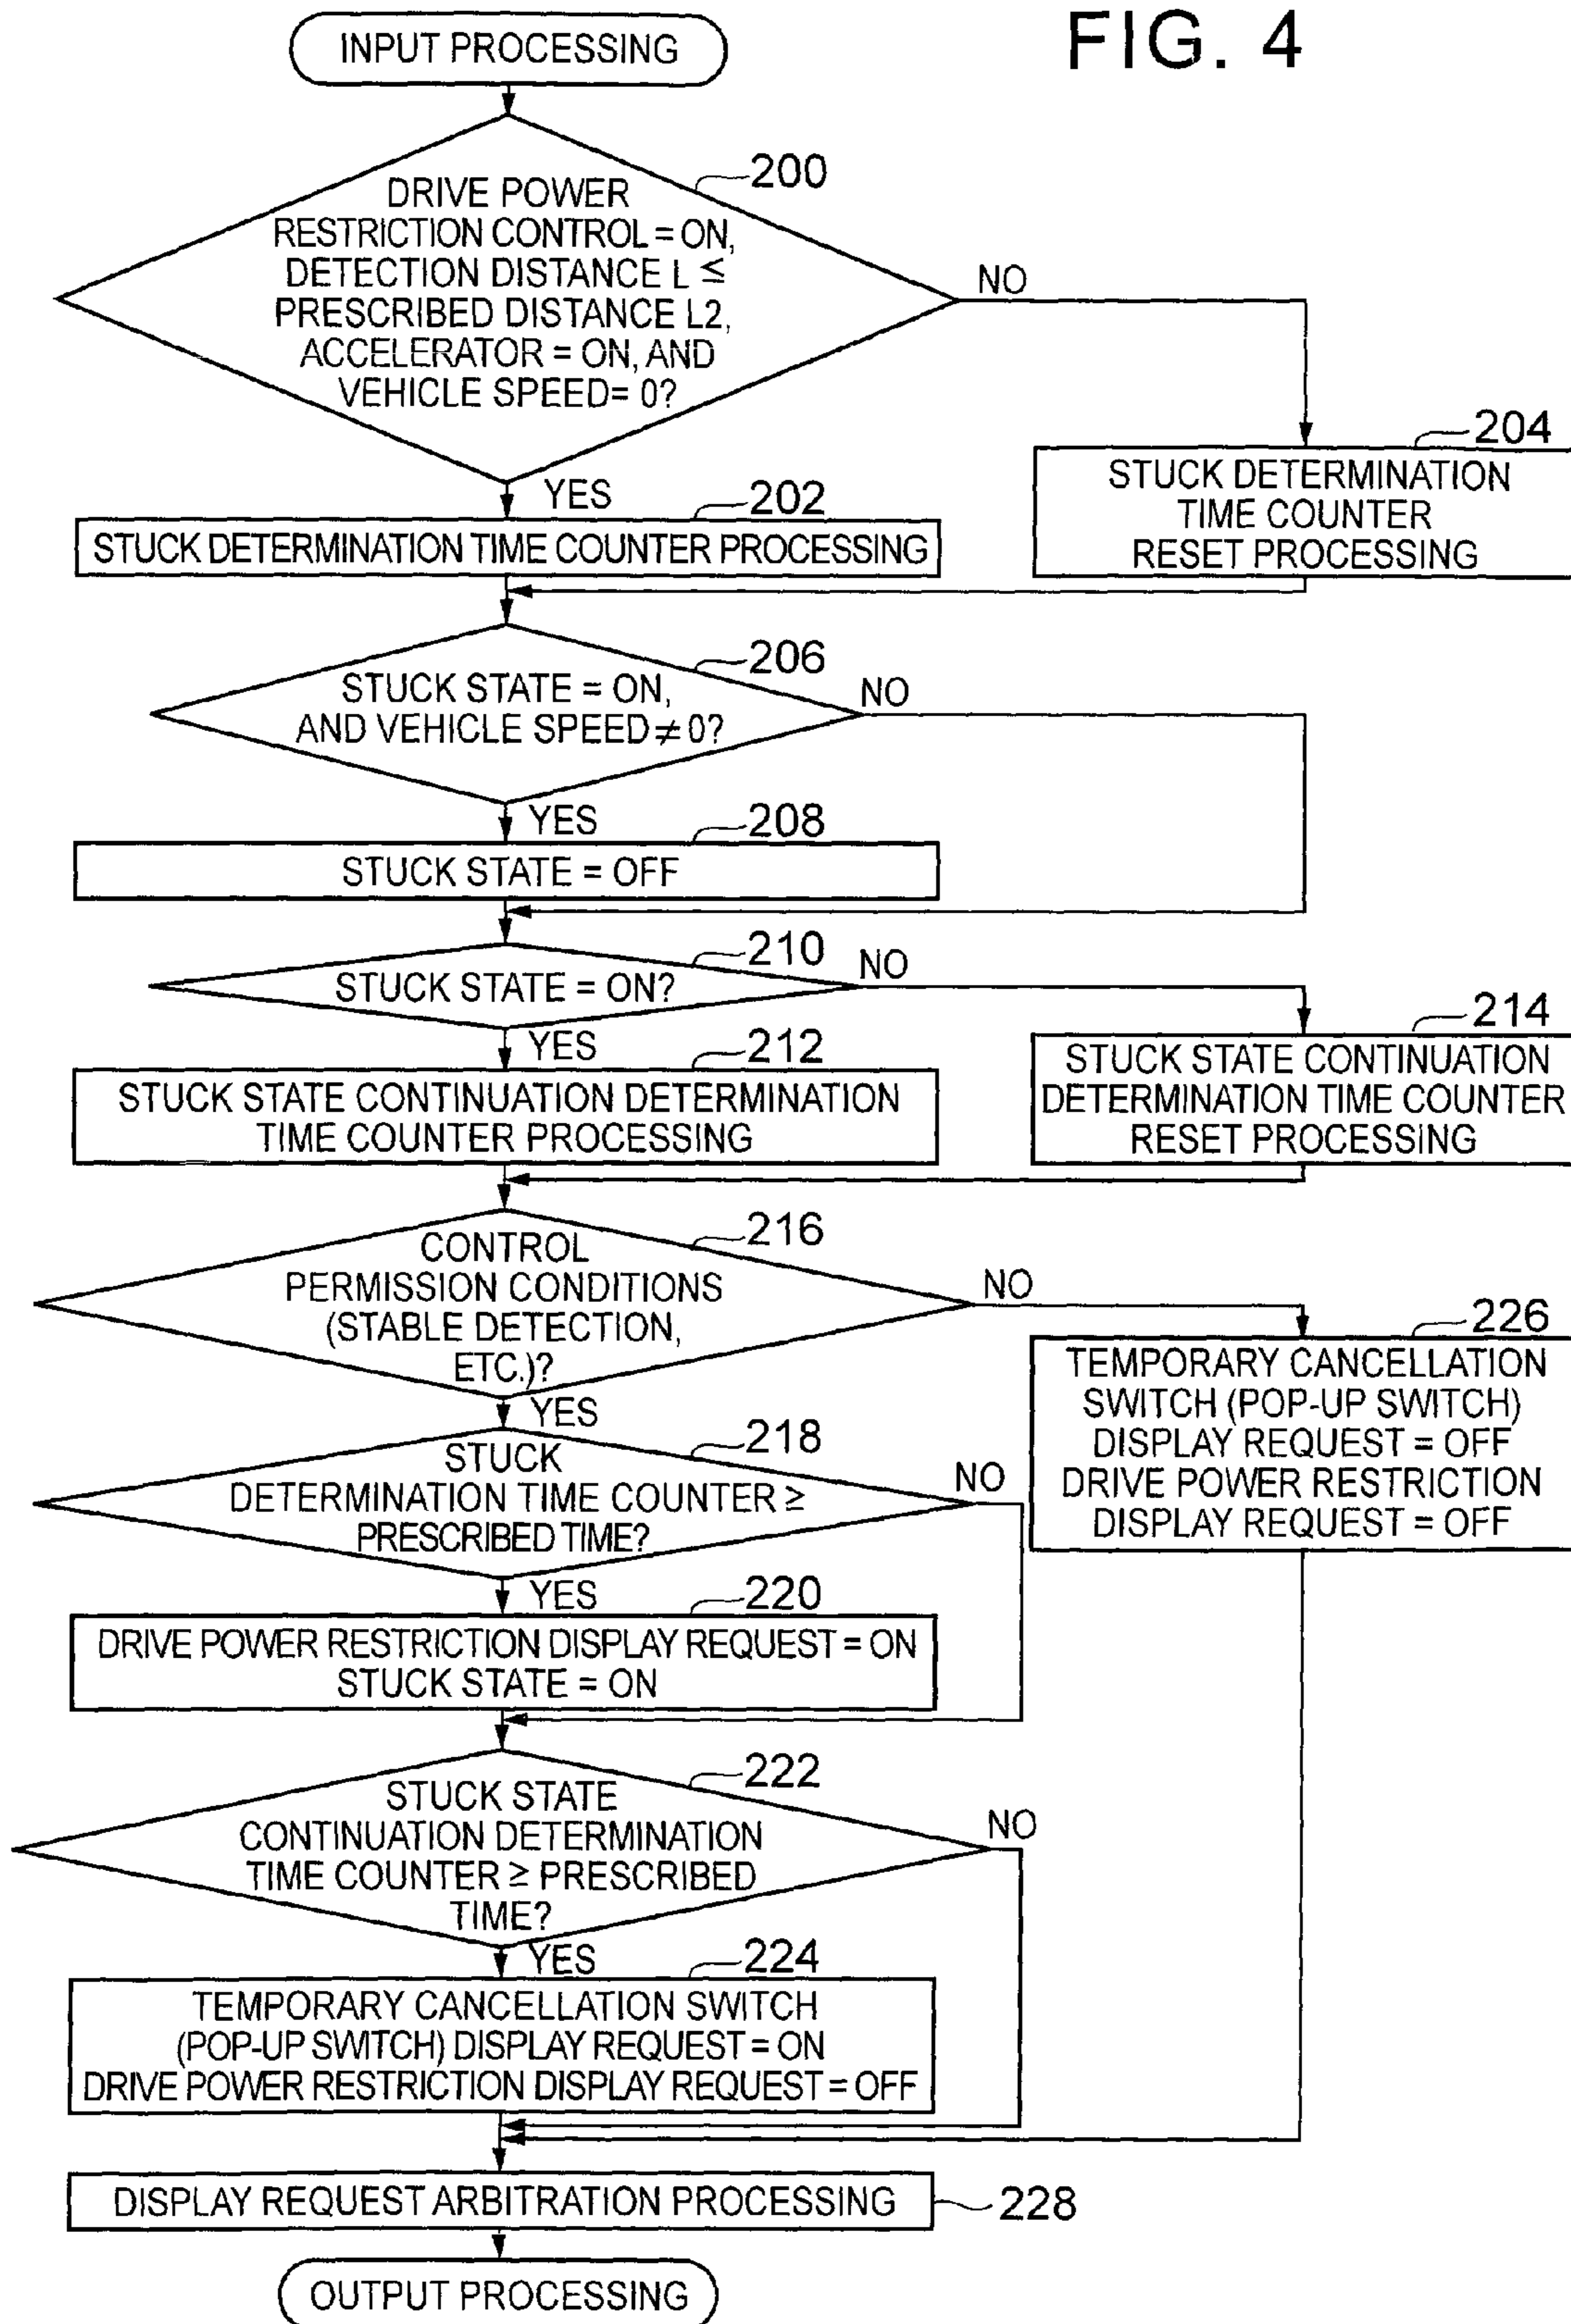 FIG. 4
INPUT PROCESSING
200
DRIVE POWER
RESTRICTION CONTROL = ON,
DETECTION DISTANCE L ≦
PRESCRIBED DISTANCE L2,
ACCELERATOR = ON, AND
VEHICLE SPEED= 0?
NO
YES
202
STUCK DETERMINATION TIME COUNTER PROCESSING
204
STUCK DETERMINATION
TIME COUNTER
RESET PROCESSING
206
STUCK STATE = ON,
AND VEHICLE SPEED ≠ 0?
NO
YES
208
STUCK STATE = OFF
210
STUCK STATE = ON?
NO
YES
212
STUCK STATE CONTINUATION DETERMINATION
TIME COUNTER PROCESSING
214
STUCK STATE CONTINUATION
DETERMINATION TIME COUNTER
RESET PROCESSING
216
CONTROL
PERMISSION CONDITIONS
(STABLE DETECTION,
ETC.)?
NO
YES
226
TEMPORARY CANCELLATION
SWITCH (POP-UP SWITCH)
DISPLAY REQUEST = OFF
DRIVE POWER RESTRICTION
DISPLAY REQUEST = OFF
218
STUCK
DETERMINATION TIME COUNTER ≥
PRESCRIBED TIME?
NO
YES
220
DRIVE POWER RESTRICTION DISPLAY REQUEST = ON
STUCK STATE = ON
222
STUCK STATE
CONTINUATION DETERMINATION
TIME COUNTER ≥ PRESCRIBED
TIME?
NO
YES
224
TEMPORARY CANCELLATION SWITCH
(POP-UP SWITCH) DISPLAY REQUEST = ON
DRIVE POWER RESTRICTION DISPLAY REQUEST = OFF
DISPLAY REQUEST ARBITRATION PROCESSING
228
OUTPUT PROCESSING